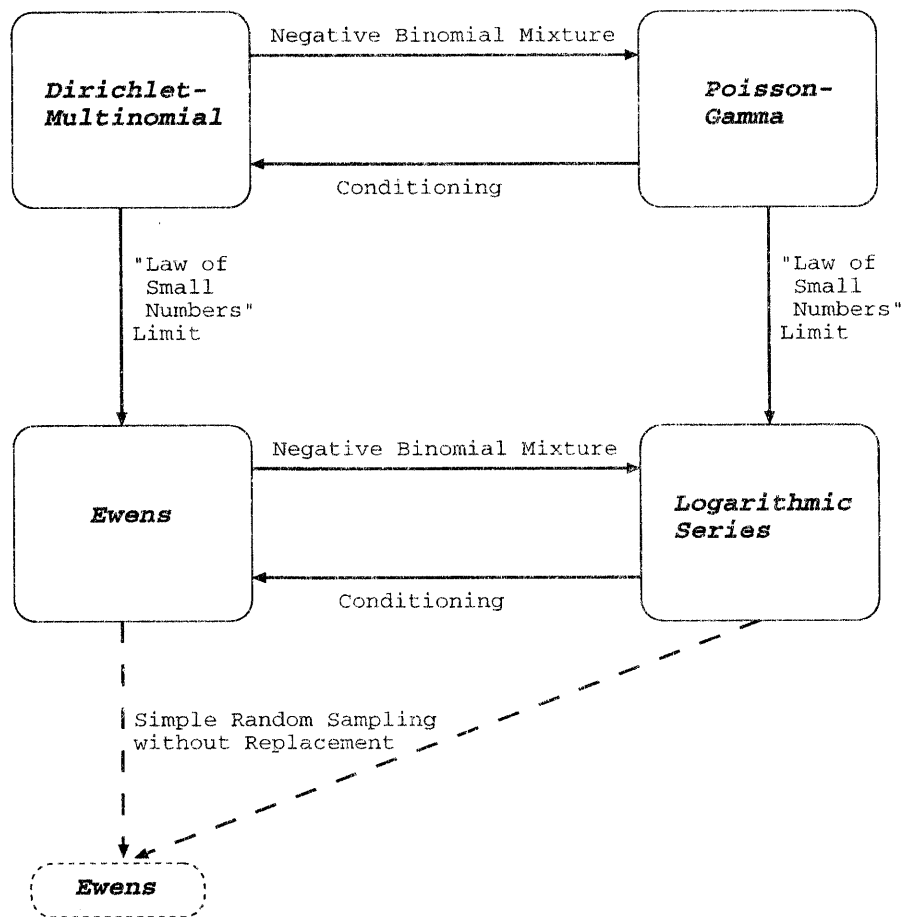 Negative Binomial Mixture
Dirichlet-
Multinomial
Poisson-
Gamma
Conditioning
"Law of
Small
Numbers"
Limit
"Law of
Small
Numbers"
Limit
Negative Binomial Mixture
Ewens
Logarithmic
Series
Conditioning
Simple Random Sampling
without Replacement
Ewens